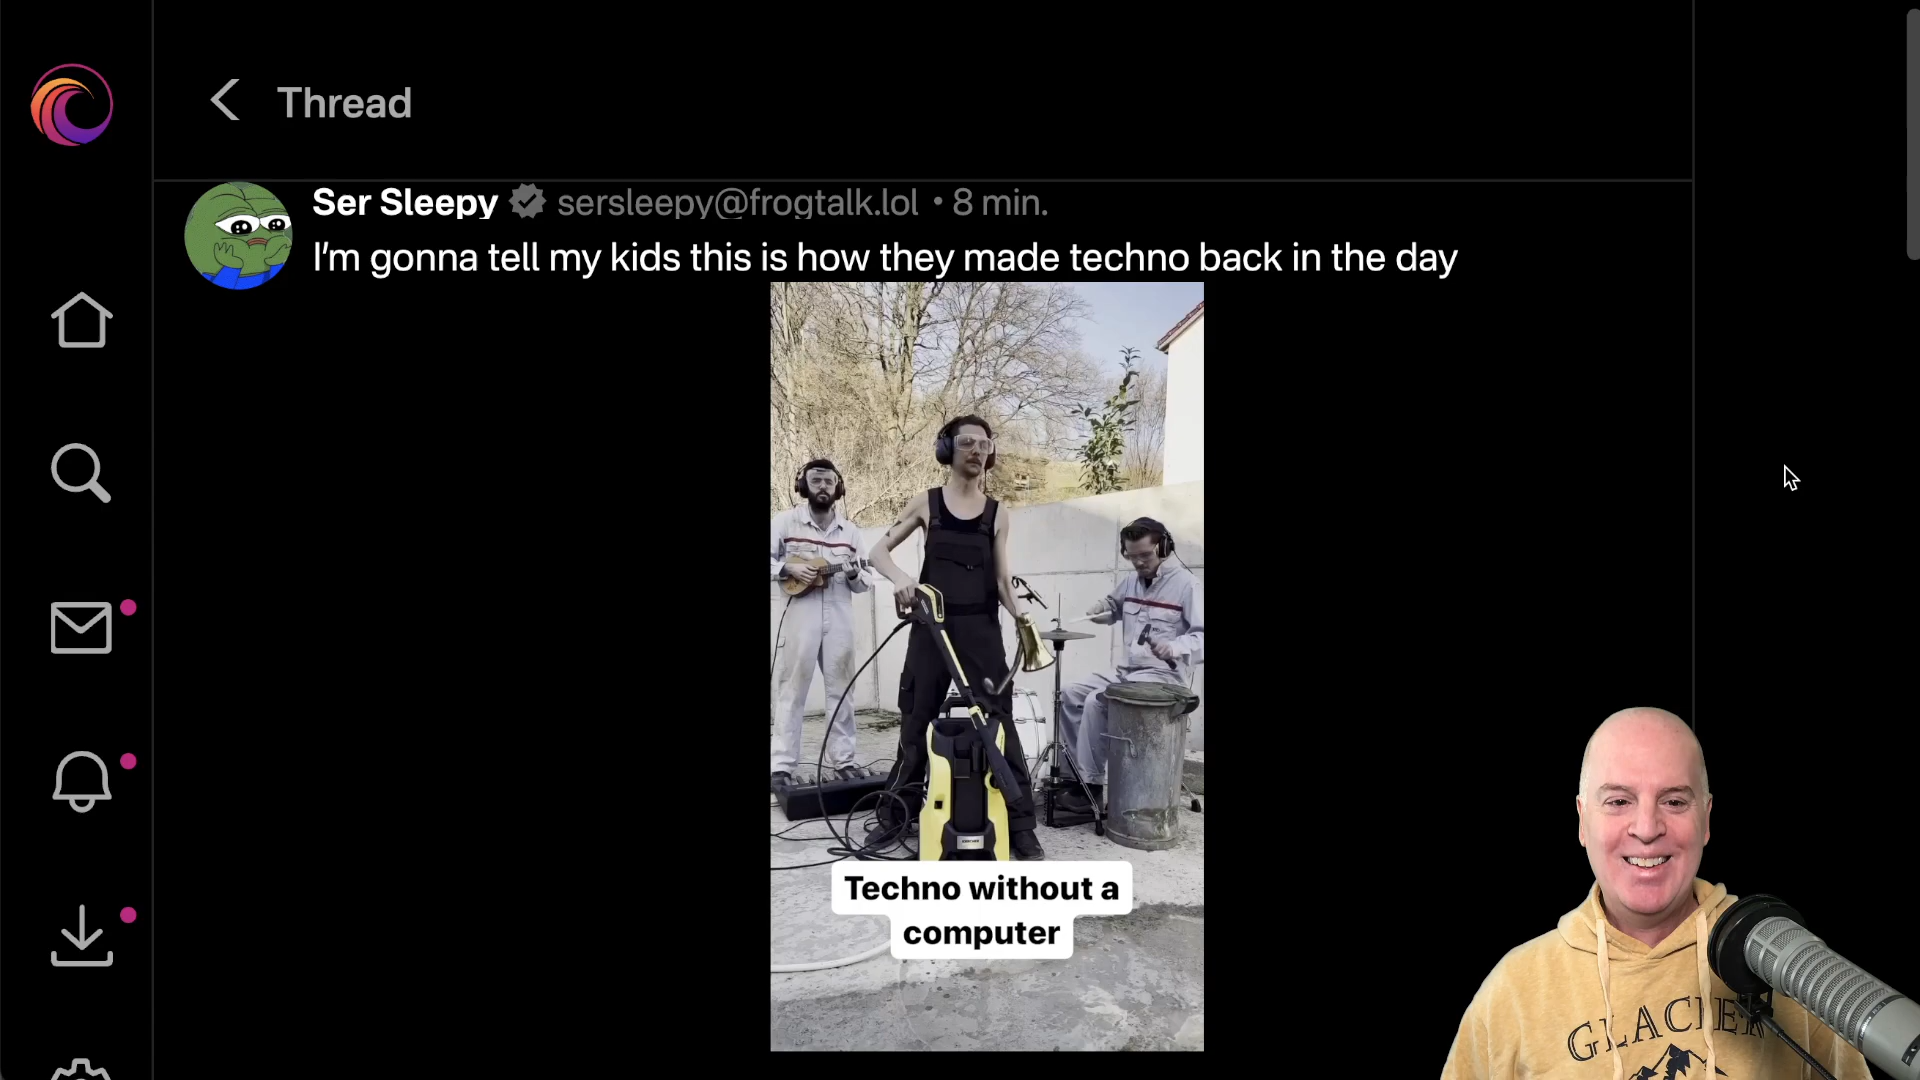 Thread
Ser Sleepy sersleepy@frogtalk.lol • 8 min.
I'm gonna tell my kids this is how they made techno back in the day
Techno without a
computer
GLACIER